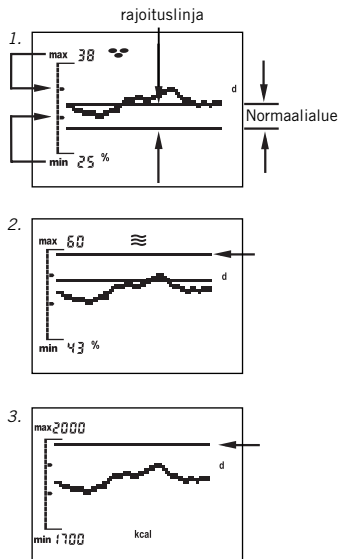 rajoituslinja
1.
max 38
d
Normaalialue
min 25 %
2.
max 60
d
min 43 %
3.
max 2000
d
min 1700
kcal